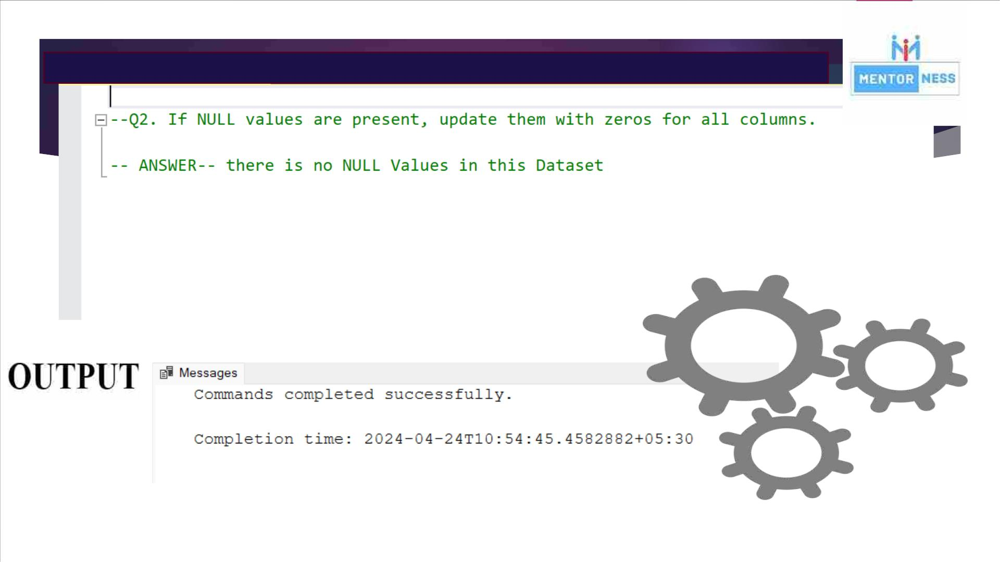 MENTOR NESS
--Q2. If NULL values are present, update them with zeros for all columns.
-- ANSWER-- there is no NULL Values in this Dataset
OUTPUT
Messages
Commands completed successfully.
Completion time: 2024-04-24T10:54:45.4582882+05:30